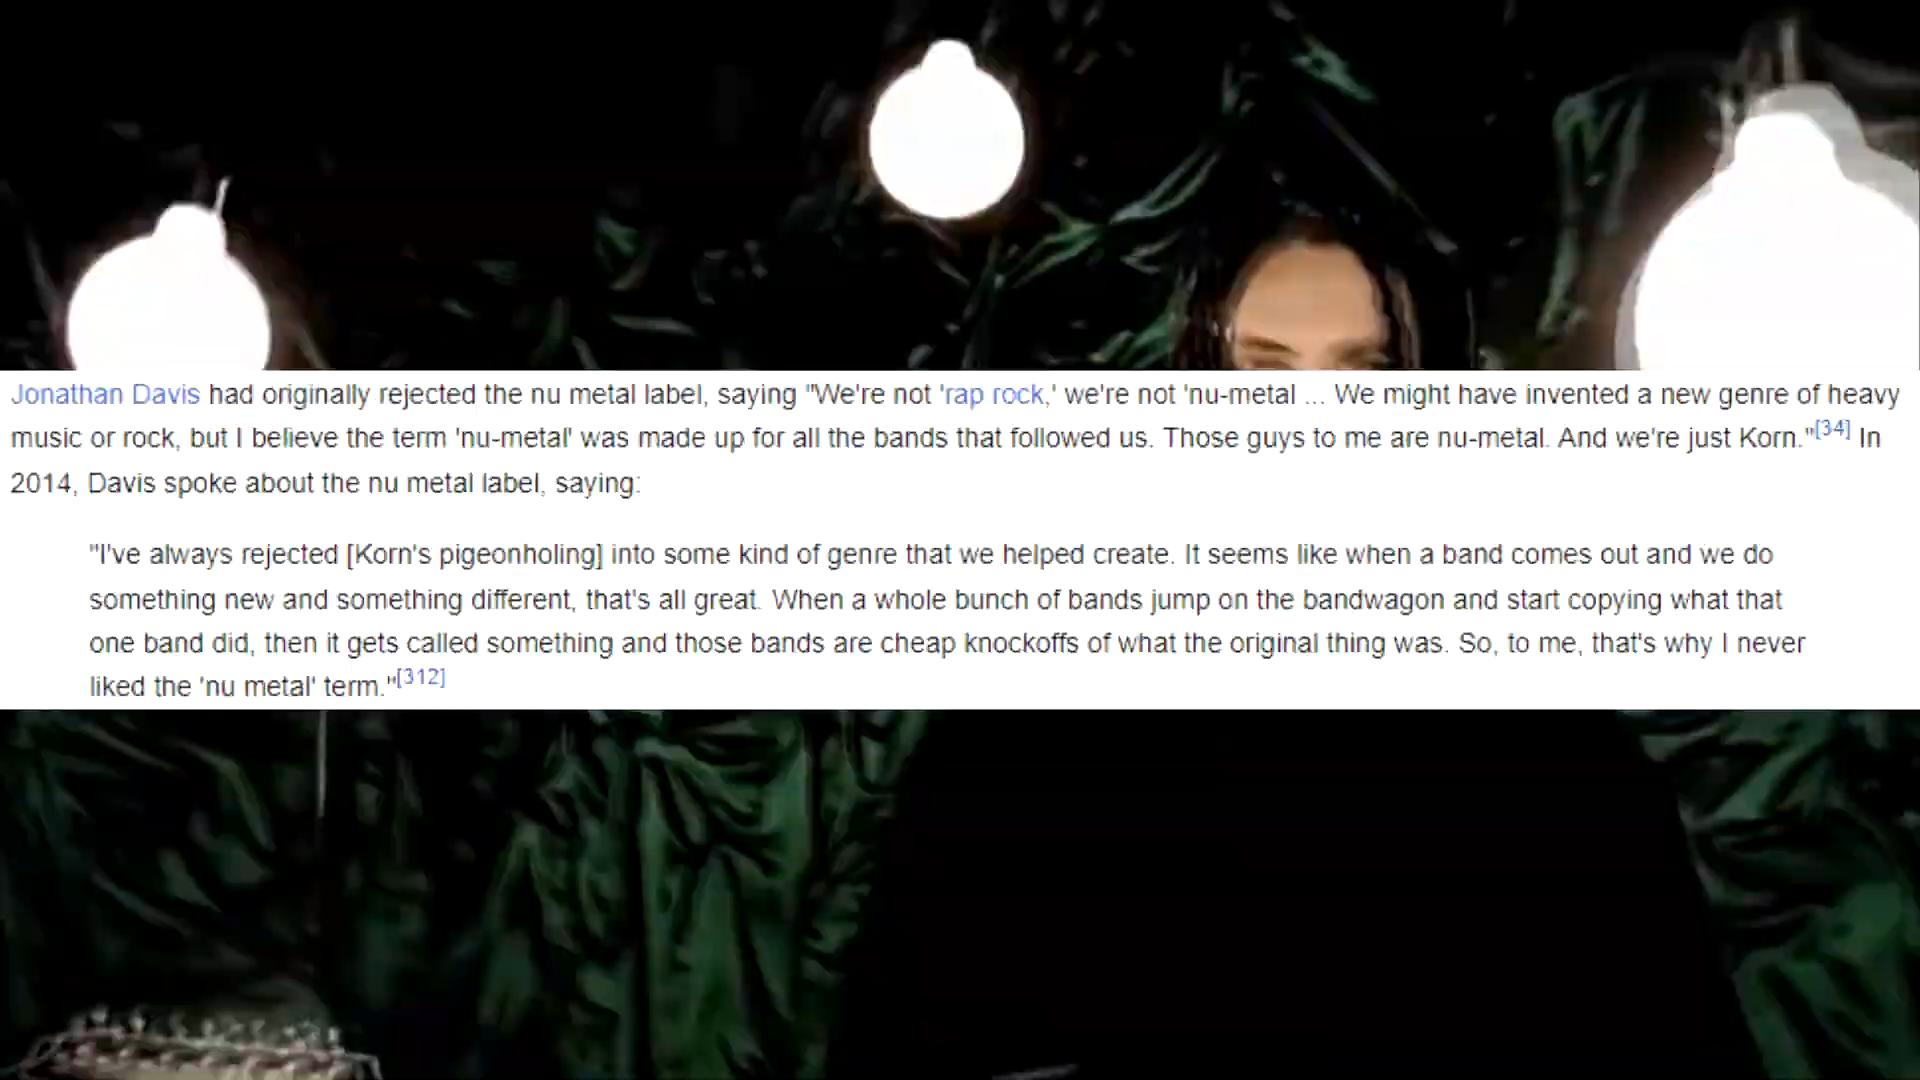 Jonathan Davis had originally rejected the nu metal label, saying "We're not 'rap rock,' we're not 'nu-metal ... We might have invented a new genre of heavy
music or rock, but I believe the term 'nu-metal' was made up for all the bands that followed us. Those guys to me are nu-metal. And we're just Korn."[34] In
2014, Davis spoke about the nu metal label, saying:
"I've always rejected [Korn's pigeonholing] into some kind of genre that we helped create. It seems like when a band comes out and we do
something new and something different, that's all great. When a whole bunch of bands jump on the bandwagon and start copying what that
one band did, then it gets called something and those bands are cheap knockoffs of what the original thing was. So, to me, that's why I never
liked the 'nu metal' term."[312]